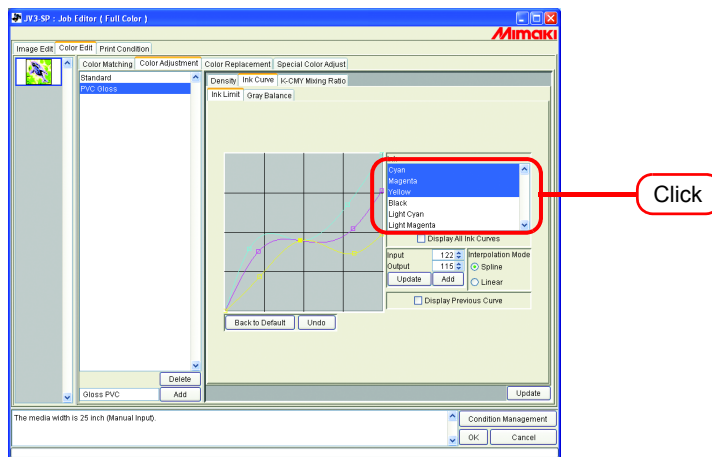 JV3-SP : Job Editor ( Full Color )
Mimaki
Image Edit Color Edit Print Condition
Color Matching Color Adjustment Color Replacement Special Color Adjust
Standard
PVC Gloss
Density Ink Curve K-CMY Mixing Ratio
Ink Limit Gray Balance
Cyan
Magenta
Yellow
Black
Light Cyan
Light Magenta
Click
Display All Ink Curves
Input 122
Output 115
Update Add
Interpolation Mode
Spline
Linear
Display Previous Curve
Back to Default Undo
Delete
Gloss PVC Add
Update
The media width is 25 inch (Manual Input).
Condition Management
OK Cancel